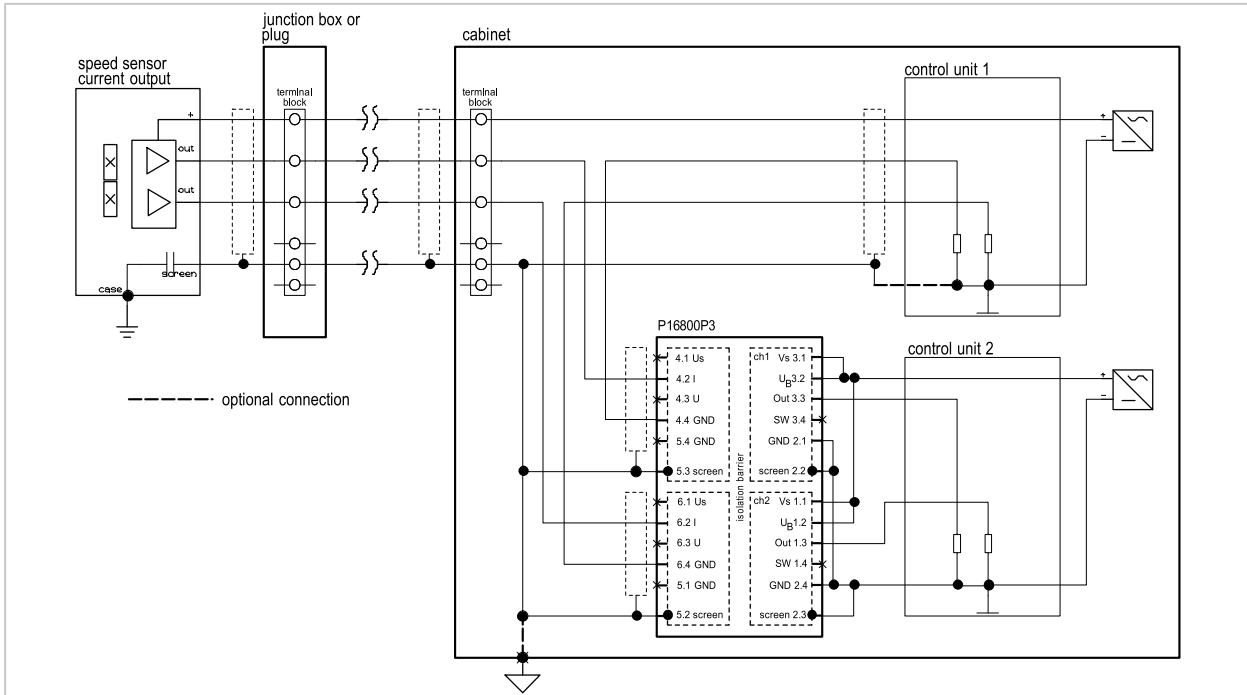 junction box or
plug
cabinet
speed sensor
current output
control unit 1
terminal
block
terminal
block
+
out
out
screen
case
+
-
optional connection
P16800P3
control unit 2
4.1 Us
4.2 I
4.3 U
4.4 GND
5.4 GND
5.3 screen
ch1 Vs 3.1
UB3.2
Out 3.3
SW 3.4
GND 2.1
screen 2.2
isolation barrier
6.1 Us
6.2 I
6.3 U
6.4 GND
5.1 GND
5.2 screen
ch2 Vs 1.1
UB1.2
Out 1.3
SW 1.4
GND 2.4
screen 2.3
+
-